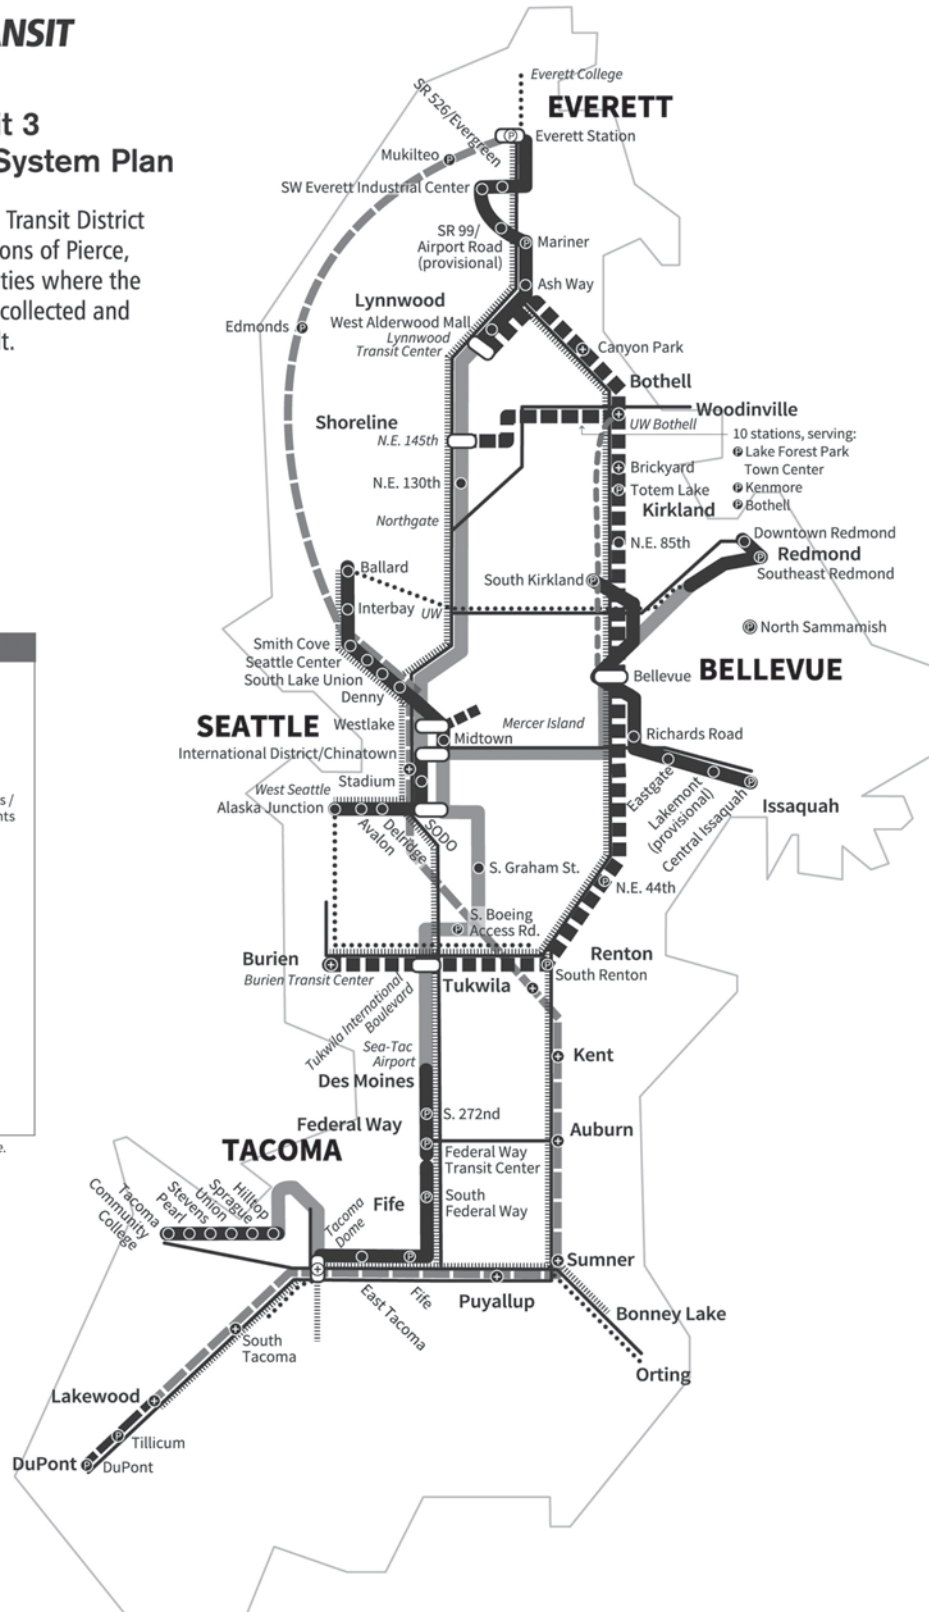 ANSIT
it 3
System Plan
Transit District
ons of Pierce,
ties where the
collected and
lt.
s /
nts
e.
Everett College
EVERETT
SR 526/Evergreen
Everett Station
Mukilteo
SW Everett Industrial Center
SR 99/
Airport Road
(provisional)
Mariner
Ash Way
Lynnwood
West Alderwood Mall
Lynnwood
Transit Center
Edmonds
Canyon Park
Bothell
Woodinville
UW Bothell
10 stations, serving:
P Lake Forest Park
Town Center
P Kenmore
P Bothell
Shoreline
N.E. 145th
N.E. 130th
Northgate
Brickyard
Totem Lake
Kirkland
N.E. 85th
Downtown Redmond
Redmond
Southeast Redmond
South Kirkland
Ballard
Interbay
UW
North Sammamish
Smith Cove
Seattle Center
South Lake Union
Denny
Bellevue
BELLEVUE
SEATTLE
Westlake
Midtown
Mercer Island
Richards Road
International District/Chinatown
Stadium
West Seattle
Alaska Junction
Avalon
Delridge
SODO
Eastgate
Lakemont
(provisional)
Central Issaquah
Issaquah
S. Graham St.
N.E. 44th
S. Boeing
Access Rd.
Burien
Burien Transit Center
Renton
South Renton
Tukwila
Tukwila International
Boulevard
Sea-Tac
Airport
Kent
Des Moines
S. 272nd
Federal Way
Auburn
Federal Way
Transit Center
TACOMA
Fife
South
Federal Way
Tacoma
Community
College
Pearl
Stevens
Union
Sprague
Hilltop
Tacoma
Dome
Sumner
East Tacoma
Fife
Puyallup
Bonney Lake
Orting
South
Tacoma
Lakewood
Tillicum
DuPont
DuPont